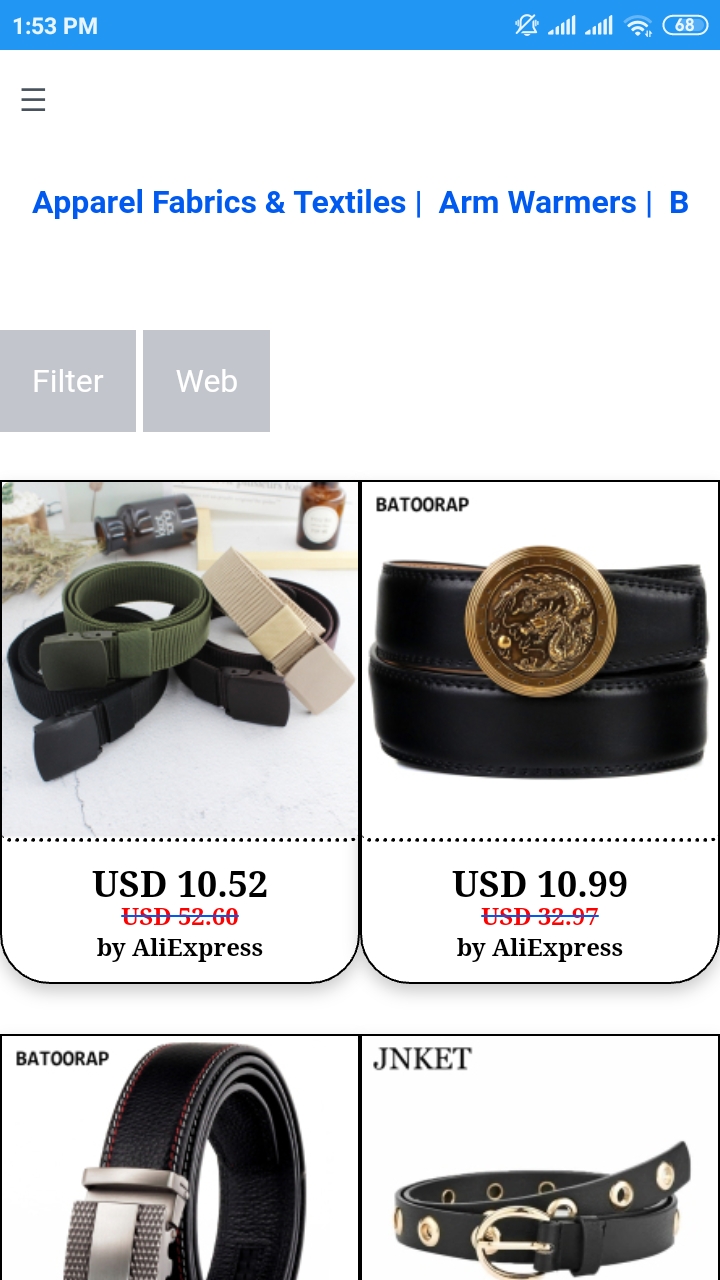 1:53 PM
68
Apparel Fabrics & Textiles | Arm Warmers | B
Filter
Web
BATOORAP
USD 10.52
USD 52.60
by AliExpress
USD 10.99
USD 32.97
by AliExpress
BATOORAP
JNKET